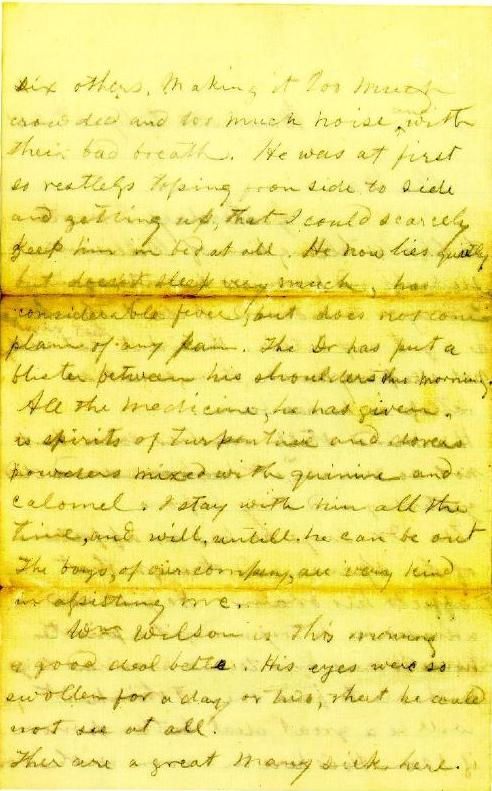 six others, Making it too much
crowded and too much noise, and with
their bad breath. He was at first
so restless tossing from side to side
and getting up, that I could scarcely
keep him in bed at all. He now lies quietly
but doesnt sleep very much, has
considerable fever but does not com
plane of any pain. The Dr has put a
blister between his shoulders this morning.
All the Medicine, he has given,
is spirits of turpentine and dovers
powders mixed with quinine and
calomel. I stay with him all the
time, and will, untill he can be out
The boys, of our company, are very kind
in assisting me.
Wm Wilson is this morning
a good deal better. His eyes were so
swollen for a day or two, that he could
not see at all.
Ther are a great many sick here.